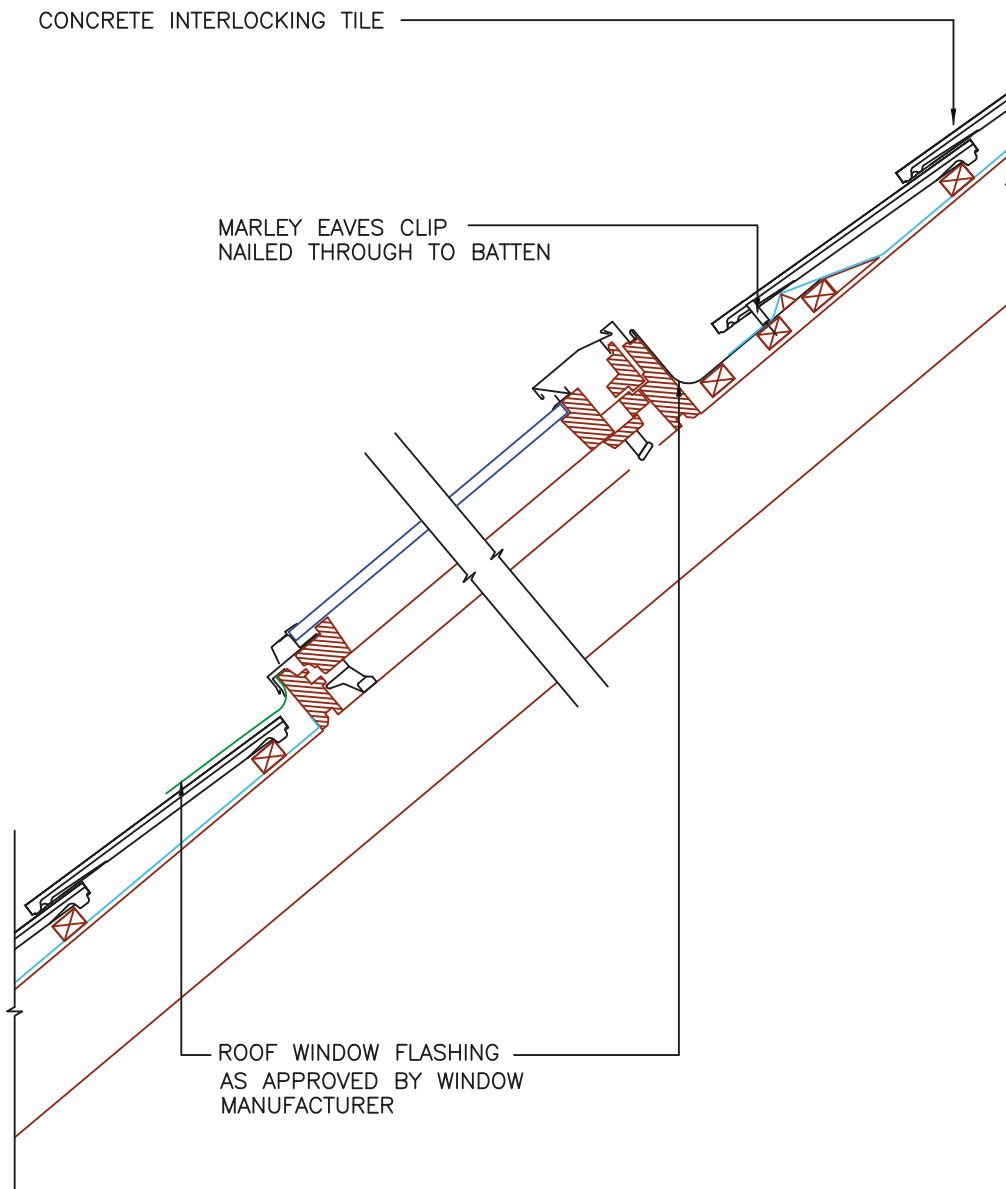 CONCRETE INTERLOCKING TILE
MARLEY EAVES CLIP
NAILED THROUGH TO BATTEN
ROOF WINDOW FLASHING
AS APPROVED BY WINDOW
MANUFACTURER